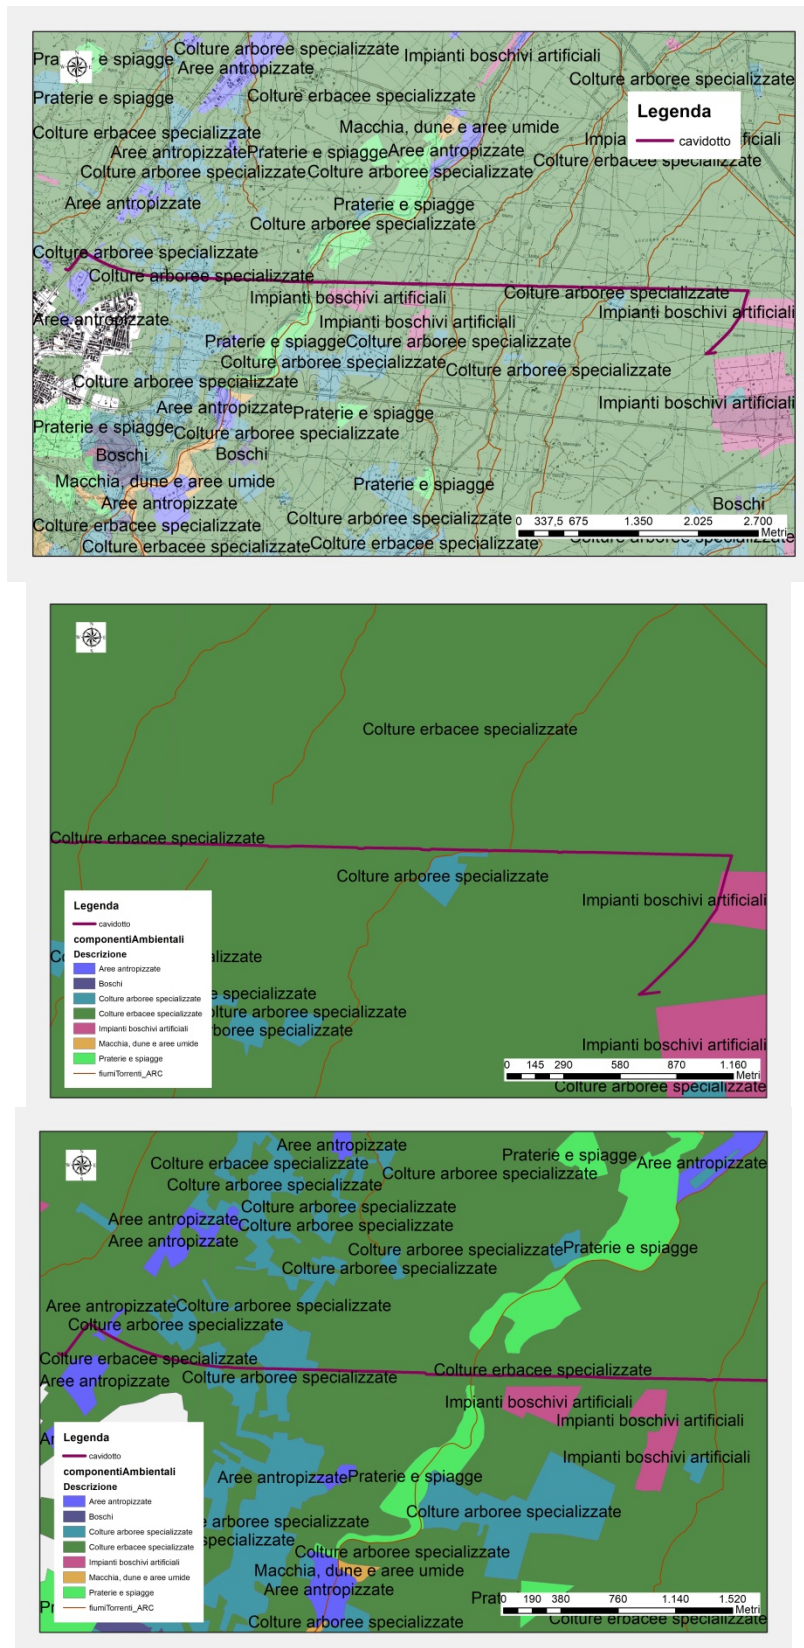 Colture arboree specializzate
Impianti boschivi artificiali
Pra e spiagge
Aree antropizzate
Colture arboree specializzate
Praterie e spiagge
Colture erbacee specializzate
Legenda
cavidotto
Macchia, dune e aree umide
Colture erbacee specializzate
Impia ficiali
Aree antropizzate
Praterie e spiagge
Aree antropizzate
Colture erbacee specializzate
Colture arboree specializzate
Colture arboree specializzate
Aree antropizzate
Praterie e spiagge
Colture arboree specializzate
Colture arboree specializzate
Colture arboree specializzate
Colture arboree specializzate
Impianti boschivi artificiali
Impianti boschivi artificiali
Aree antropizzate
Impianti boschivi artificiali
Praterie e spiagge
Colture arboree specializzate
Colture arboree specializzate
Colture arboree specializzate
Colture arboree specializzate
Impianti boschivi artificiali
Aree antropizzate
Praterie e spiagge
Praterie e spiagge
Colture arboree specializzate
Boschi
Boschi
Macchia, dune e aree umide
Praterie e spiagge
Aree antropizzate
Boschi
Colture erbacee specializzate
Colture arboree specializzate
0 337,5 675 1.350 2.025 2.700
Metri
Colture erbacee specializzate
Colture erbacee specializzate
Colture arboree specializzate
Colture erbacee specializzate
Colture erbacee specializzate
Colture arboree specializzate
Impianti boschivi artificiali
Legenda
cavidotto
componentiAmbientali
Descrizione
Aree antropizzate
Boschi
Colture arboree specializzate
Colture erbacee specializzate
Impianti boschivi artificiali
Macchia, dune e aree umide
Praterie e spiagge
fiumiTorrenti_ARC
Co alizzate
e specializzate
olture arboree specializzate
boree specializzate
Impianti boschivi artificiali
0 145 290 580 870 1.160
Metri
Colture arboree specializzate
Aree antropizzate
Praterie e spiagge
Colture erbacee specializzate
Aree antropizzate
Colture arboree specializzate
Colture arboree specializzate
Colture arboree specializzate
Aree antropizzate
Colture arboree specializzate
Aree antropizzate
Colture arboree specializzate
Praterie e spiagge
Colture arboree specializzate
Aree antropizzate
Colture arboree specializzate
Colture arboree specializzate
Colture erbacee specializzate
Colture erbacee specializzate
Aree antropizzate
Colture arboree specializzate
Impianti boschivi artificiali
Impianti boschivi artificiali
Impianti boschivi artificiali
Ar
Legenda
cavidotto
componentiAmbientali
Descrizione
Aree antropizzate
Boschi
Colture arboree specializzate
Colture erbacee specializzate
Impianti boschivi artificiali
Macchia, dune e aree umide
Praterie e spiagge
fiumiTorrenti_ARC
Aree antropizzate
Praterie e spiagge
Colture arboree specializzate
e arboree specializzate
specializzate
Colture arboree specializzate
Macchia, dune e aree umide
Aree antropizzate
Prat
Pr
0 190 380 760 1.140 1.520
Metri
Colture arboree specializzate
Colture erbacee specializzate